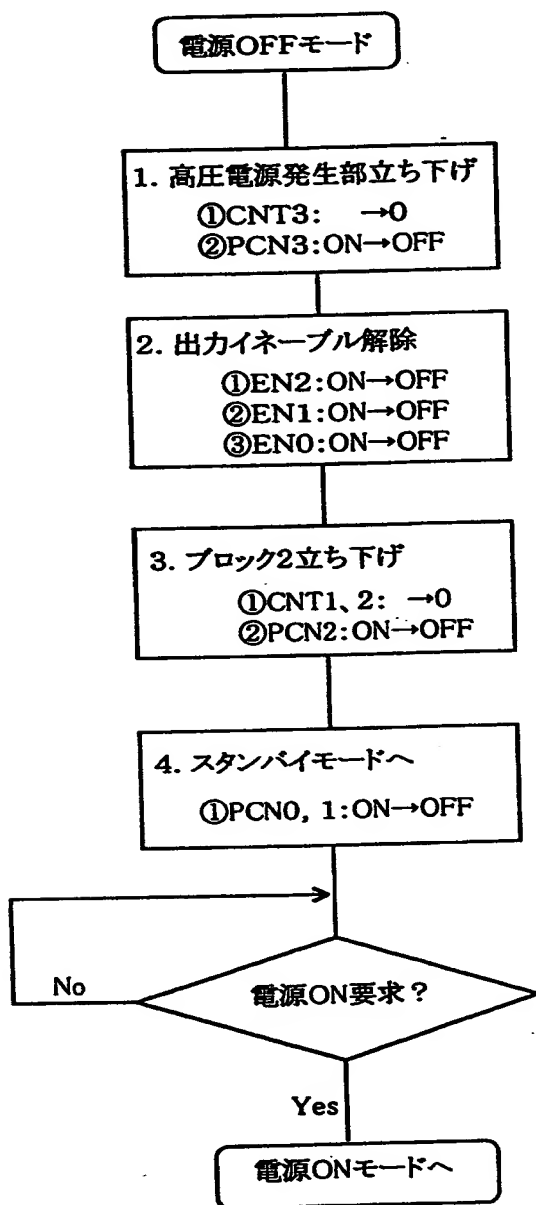 電源OFFモード
1. 高圧電源発生部立ち下げ
①CNT3: →0
②PCN3:ON→OFF
2. 出力イネーブル解除
①EN2:ON→OFF
②EN1:ON→OFF
③EN0:ON→OFF
3. ブロック2立ち下げ
①CNT1、2: →0
②PCN2:ON→OFF
4. スタンバイモードへ
①PCN0, 1:ON→OFF
電源ON要求?
No
Yes
電源ONモードへ